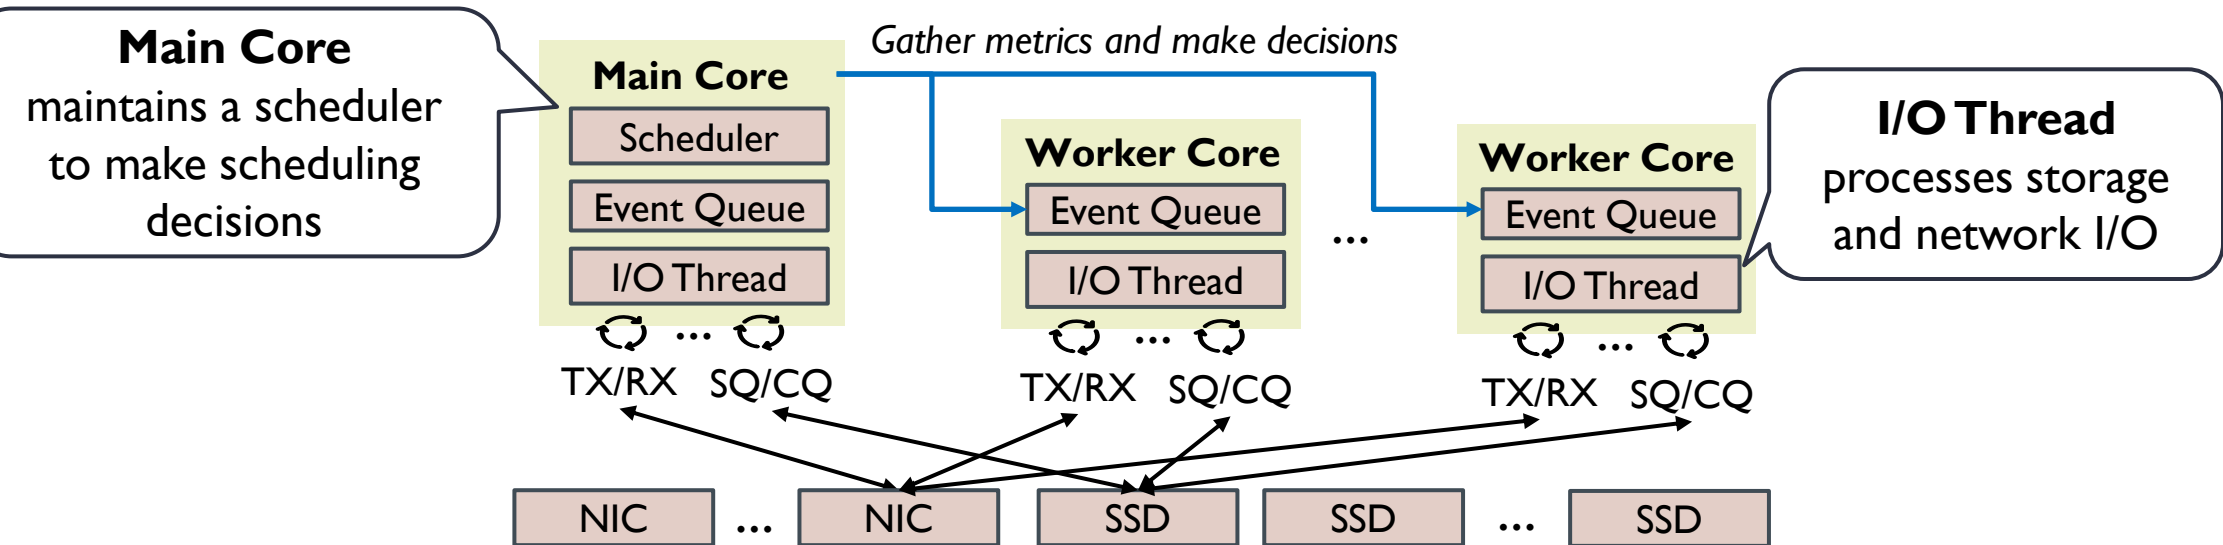 Main Core
maintains a scheduler
to make scheduling
decisions
Gather metrics and make decisions
Main Core
Scheduler
Event Queue
I/O Thread
... 
TX/RX SQ/CQ
Worker Core
Event Queue
I/O Thread
...
TX/RX SQ/CQ
...
Worker Core
Event Queue
I/O Thread
...
TX/RX SQ/CQ
I/O Thread
processes storage
and network I/O
NIC ... NIC SSD SSD ... SSD